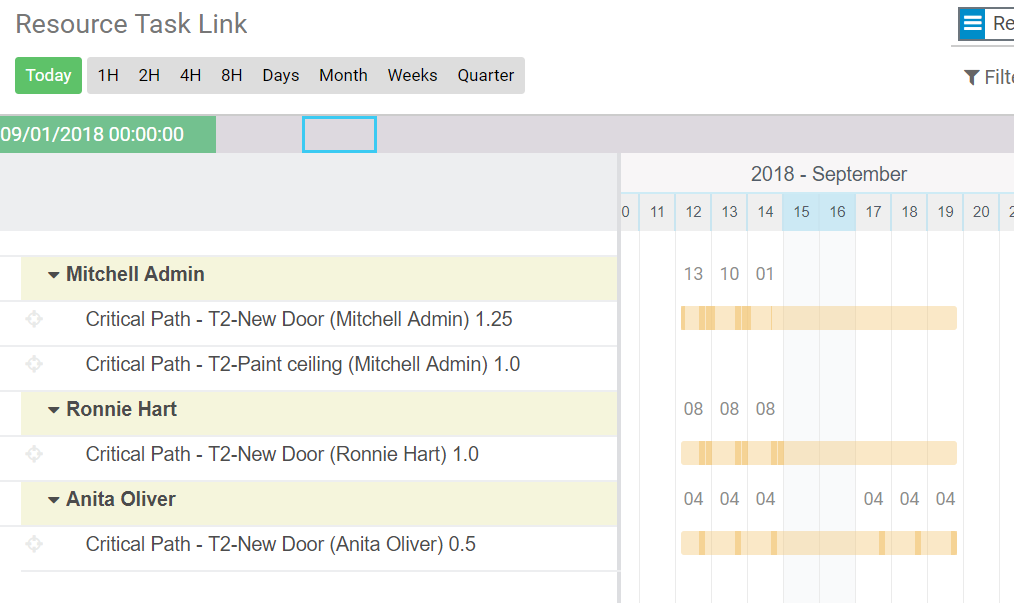 Resource Task Link
Re
Today 1H 2H 4H 8H Days Month Weeks Quarter
Filte
09/01/2018 00:00:00
2018 - September
0 11 12 13 14 15 16 17 18 19 20 2
Mitchell Admin 13 10 01
Critical Path - T2-New Door (Mitchell Admin) 1.25
Critical Path - T2-Paint ceiling (Mitchell Admin) 1.0
Ronnie Hart 08 08 08
Critical Path - T2-New Door (Ronnie Hart) 1.0
Anita Oliver 04 04 04 04 04 04
Critical Path - T2-New Door (Anita Oliver) 0.5